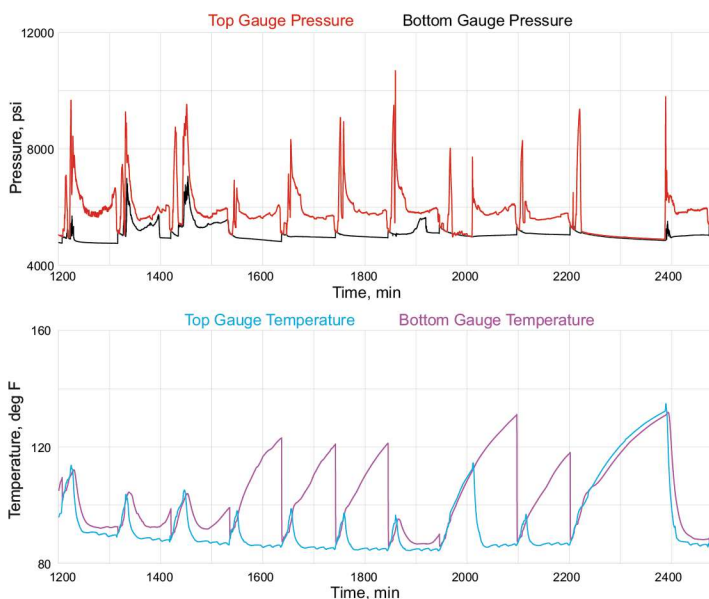 Top Gauge Pressure Bottom Gauge Pressure
12000
8000
4000
Pressure, psi
1200 1400 1600 1800 2000 2200 2400
Time, min
Top Gauge Temperature Bottom Gauge Temperature
160
120
80
Temperature, deg F
1200 1400 1600 1800 2000 2200 2400
Time, min